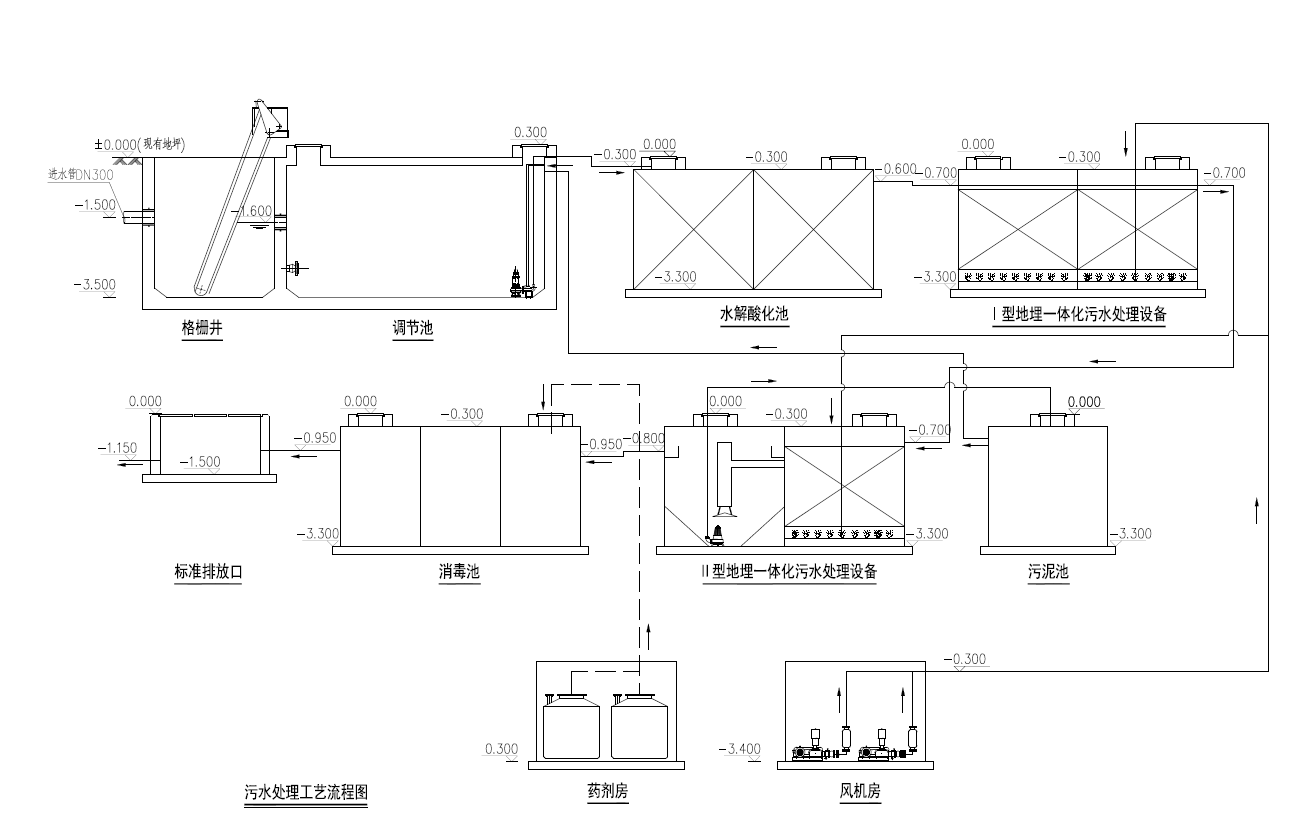 0.300
0.000
-0.300
-0.300
0.000
-0.300
±0.000(现有地坪)
进水管DN300
-0.600
-0.700
-0.700
-1.500
-1.600
-3.500
-3.300
-3.300
格栅井
调节池
水解酸化池
Ⅰ型地埋一体化污水处理设备
0.000
0.000
-0.300
0.000
-0.300
0.000
-1.150
-0.950
-0.950
-0.800
-0.700
-1.500
-3.300
-3.300
-3.300
标准排放口
消毒池
Ⅱ型地埋一体化污水处理设备
污泥池
-0.300
0.300
-3.400
药剂房
风机房
污水处理工艺流程图